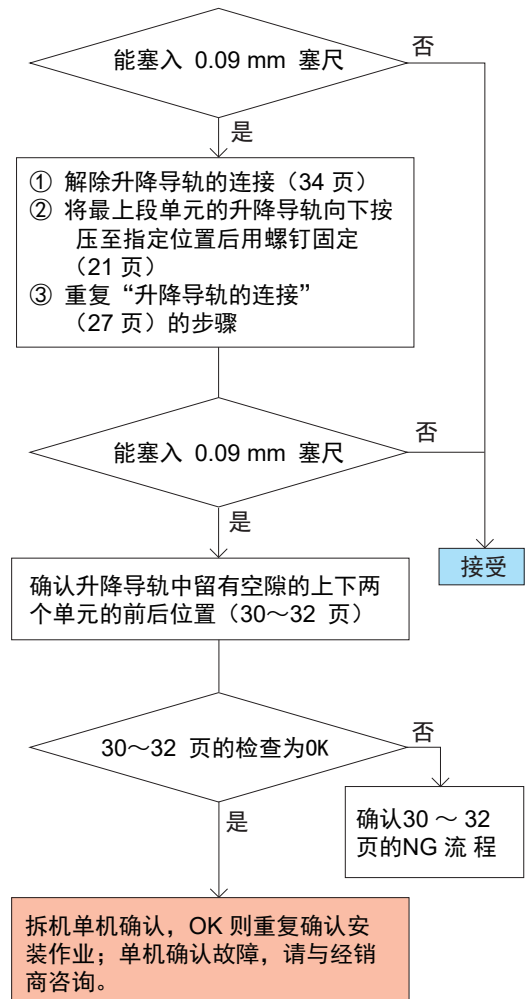 能塞入 0.09 mm 塞尺
否
是
① 解除升降导轨的连接（34 页）
② 将最上段单元的升降导轨向下按
压至指定位置后用螺钉固定
（21 页）
③ 重复“升降导轨的连接”
（27 页）的步骤
能塞入 0.09 mm 塞尺
否
是
接受
确认升降导轨中留有空隙的上下两
个单元的前后位置（30～32 页）
30～32 页的检查为OK
否
是
确认30 ～ 32
页的NG 流 程
拆机单机确认，OK 则重复确认安
装作业；单机确认故障，请与经销
商咨询。